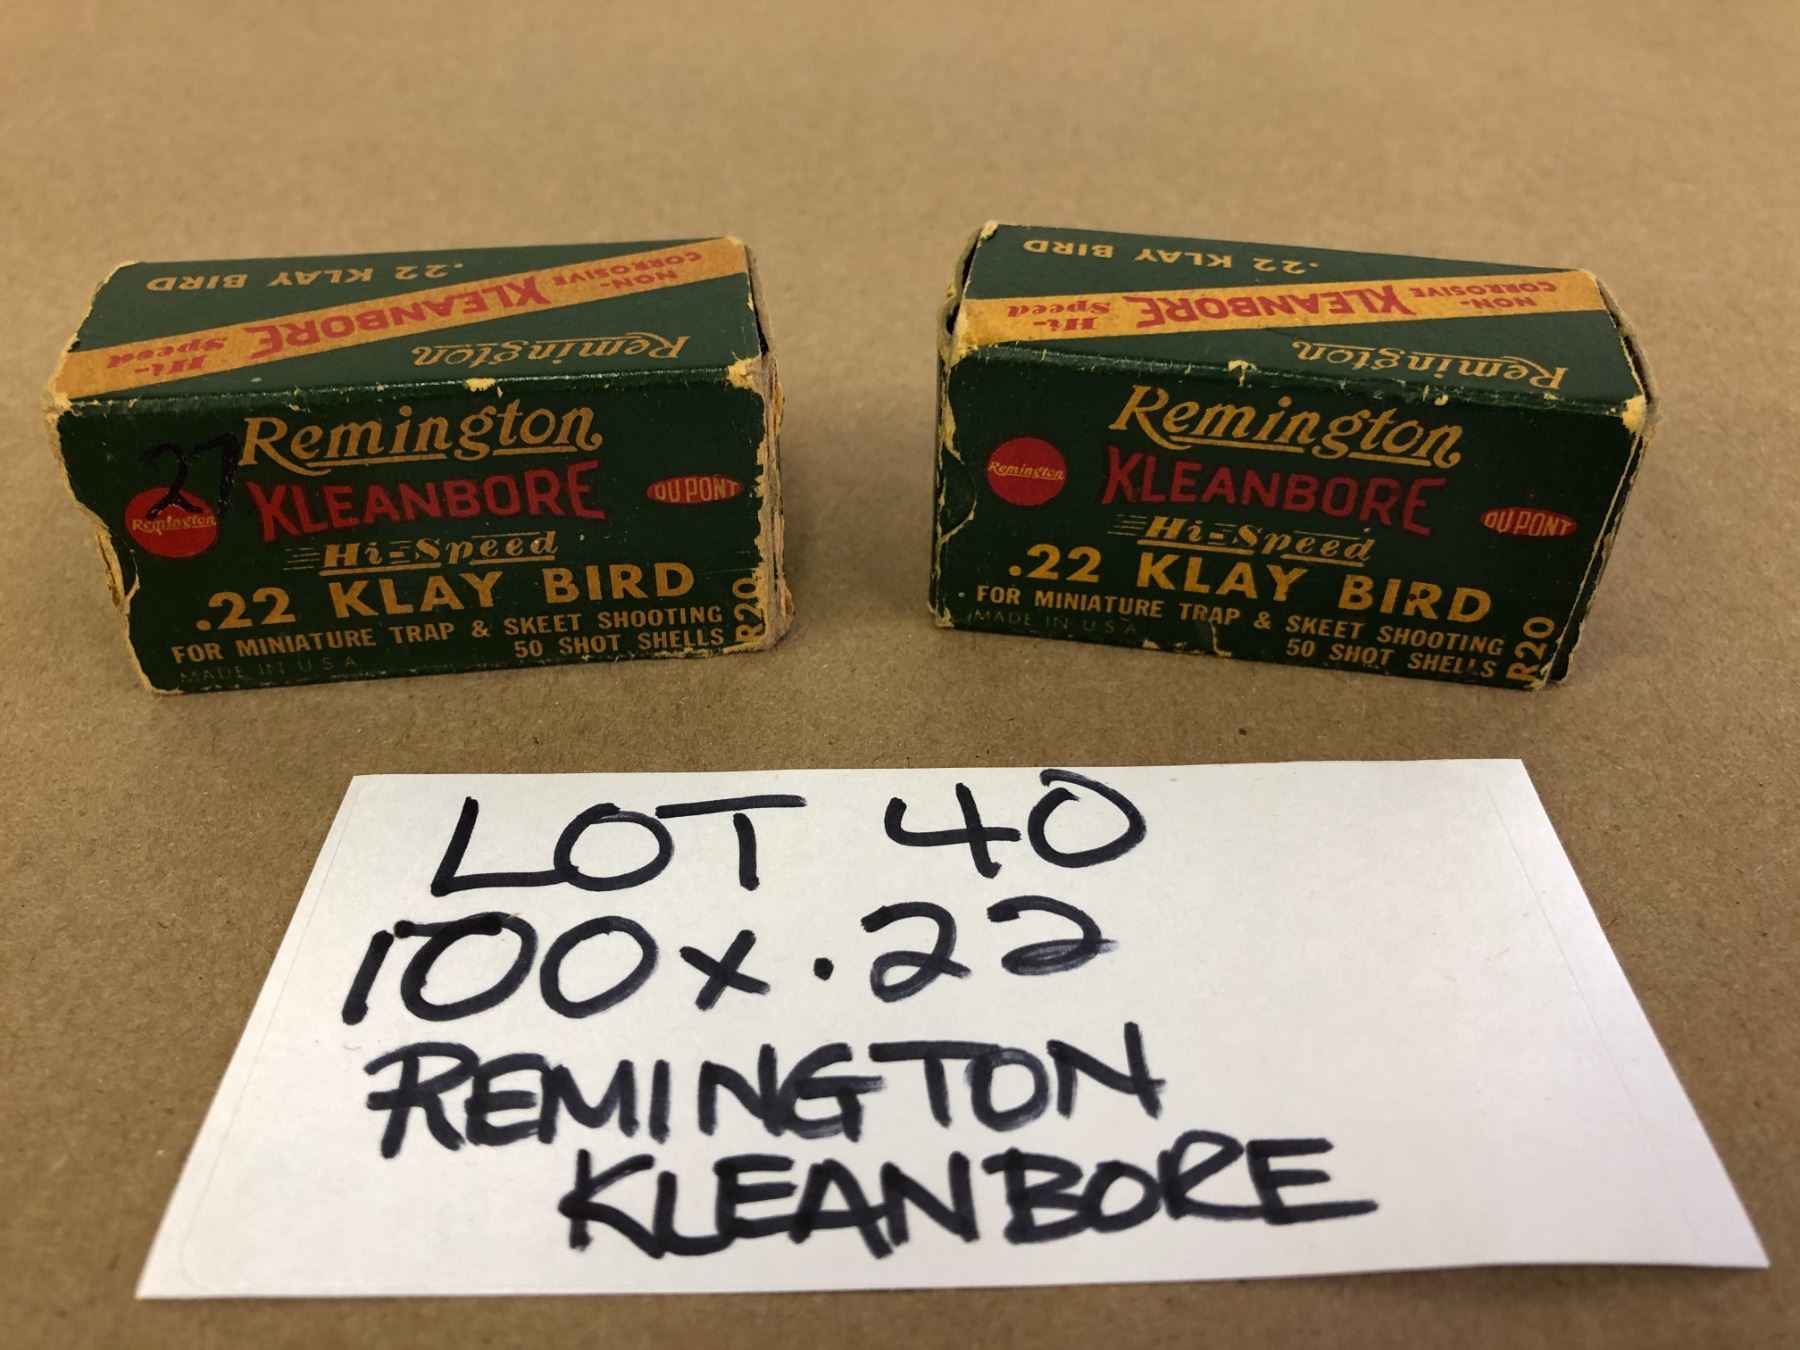 .22 KLAY BIRD
NON-CORROSIVE KLEANBORE Hi-Speed
Remington
27
Remington
KLEANBORE
Remington
DU PONT
Hi-Speed
.22 KLAY BIRD
FOR MINIATURE TRAP & SKEET SHOOTING
50 SHOT SHELLS
MADE IN U S A
R20
.22 KLAY BIRD
NON-CORROSIVE KLEANBORE Hi-Speed
Remington
Remington
Remington
KLEANBORE
DU PONT
Hi-Speed
.22 KLAY BIRD
FOR MINIATURE TRAP & SKEET SHOOTING
MADE IN U S A
50 SHOT SHELLS
R20
LOT 40
100 x .22
REMINGTON
KLEANBORE